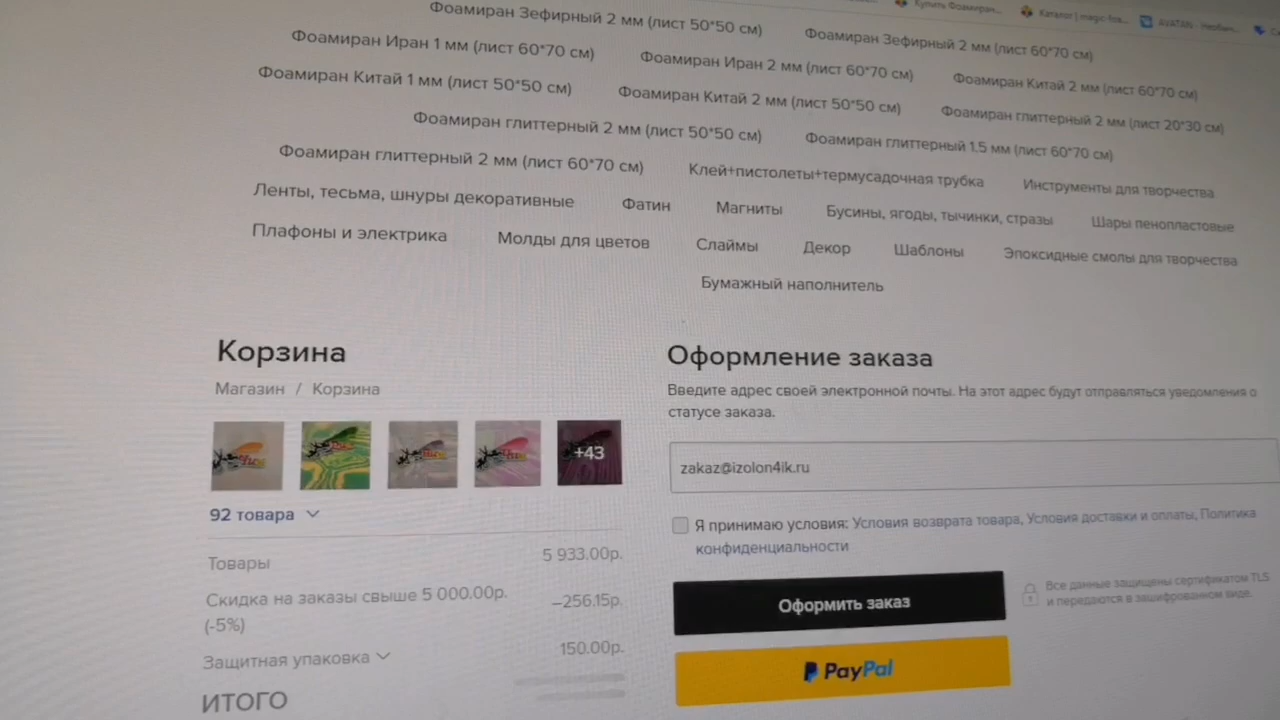 Купить Фоамиран...
Каталог | magic-fox...
AVATAN - Необыч...
Фоамиран Зефирный 2 мм (лист 50*50 см) Фоамиран Зефирный 2 мм (лист 60*70 см)
Фоамиран Иран 1 мм (лист 60*70 см) Фоамиран Иран 2 мм (лист 60*70 см) Фоамиран Китай 2 мм (лист 60*70 см)
Фоамиран Китай 1 мм (лист 50*50 см) Фоамиран Китай 2 мм (лист 50*50 см) Фоамиран глиттерный 2 мм (лист 20*30 см)
Фоамиран глиттерный 2 мм (лист 50*50 см) Фоамиран глиттерный 1.5 мм (лист 60*70 см)
Фоамиран глиттерный 2 мм (лист 60*70 см) Клей+пистолеты+термусадочная трубка Инструменты для творчества
Ленты, тесьма, шнуры декоративные Фатин Магниты Бусины, ягоды, тычинки, стразы Шары пенопластовые
Плафоны и электрика Молды для цветов Слаймы Декор Шаблоны Эпоксидные смолы для творчества
Бумажный наполнитель
Корзина
Магазин / Корзина
+43
92 товара
Товары 5 933.00р.
Скидка на заказы свыше 5 000.00р. –256.15р.
(-5%)
Защитная упаковка 150.00р.
ИТОГО
Оформление заказа
Введите адрес своей электронной почты. На этот адрес будут отправляться уведомления о
статусе заказа.
zakaz@izolon4ik.ru
Я принимаю условия: Условия возврата товара, Условия доставки и оплаты, Политика
конфиденциальности
Оформить заказ
Все данные защищены сертификатом TLS
и передаются в зашифрованном виде.
PayPal